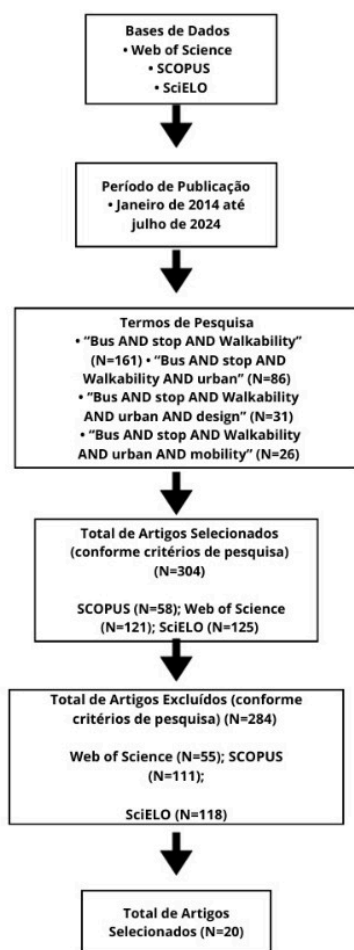 Bases de Dados
• Web of Science
• SCOPUS
• SciELO
Período de Publicação
• Janeiro de 2014 até
julho de 2024
Termos de Pesquisa
• “Bus AND stop AND Walkability”
(N=161) • “Bus AND stop AND
Walkability AND urban” (N=86)
• “Bus AND stop AND Walkability
AND urban AND design” (N=31)
• “Bus AND stop AND Walkability
AND urban AND mobility” (N=26)
Total de Artigos Selecionados
(conforme critérios de pesquisa)
(N=304)
SCOPUS (N=58); Web of Science
(N=121); SciELO (N=125)
Total de Artigos Excluídos (conforme
critérios de pesquisa) (N=284)
Web of Science (N=55); SCOPUS
(N=111);
SciELO (N=118)
Total de Artigos
Selecionados (N=20)